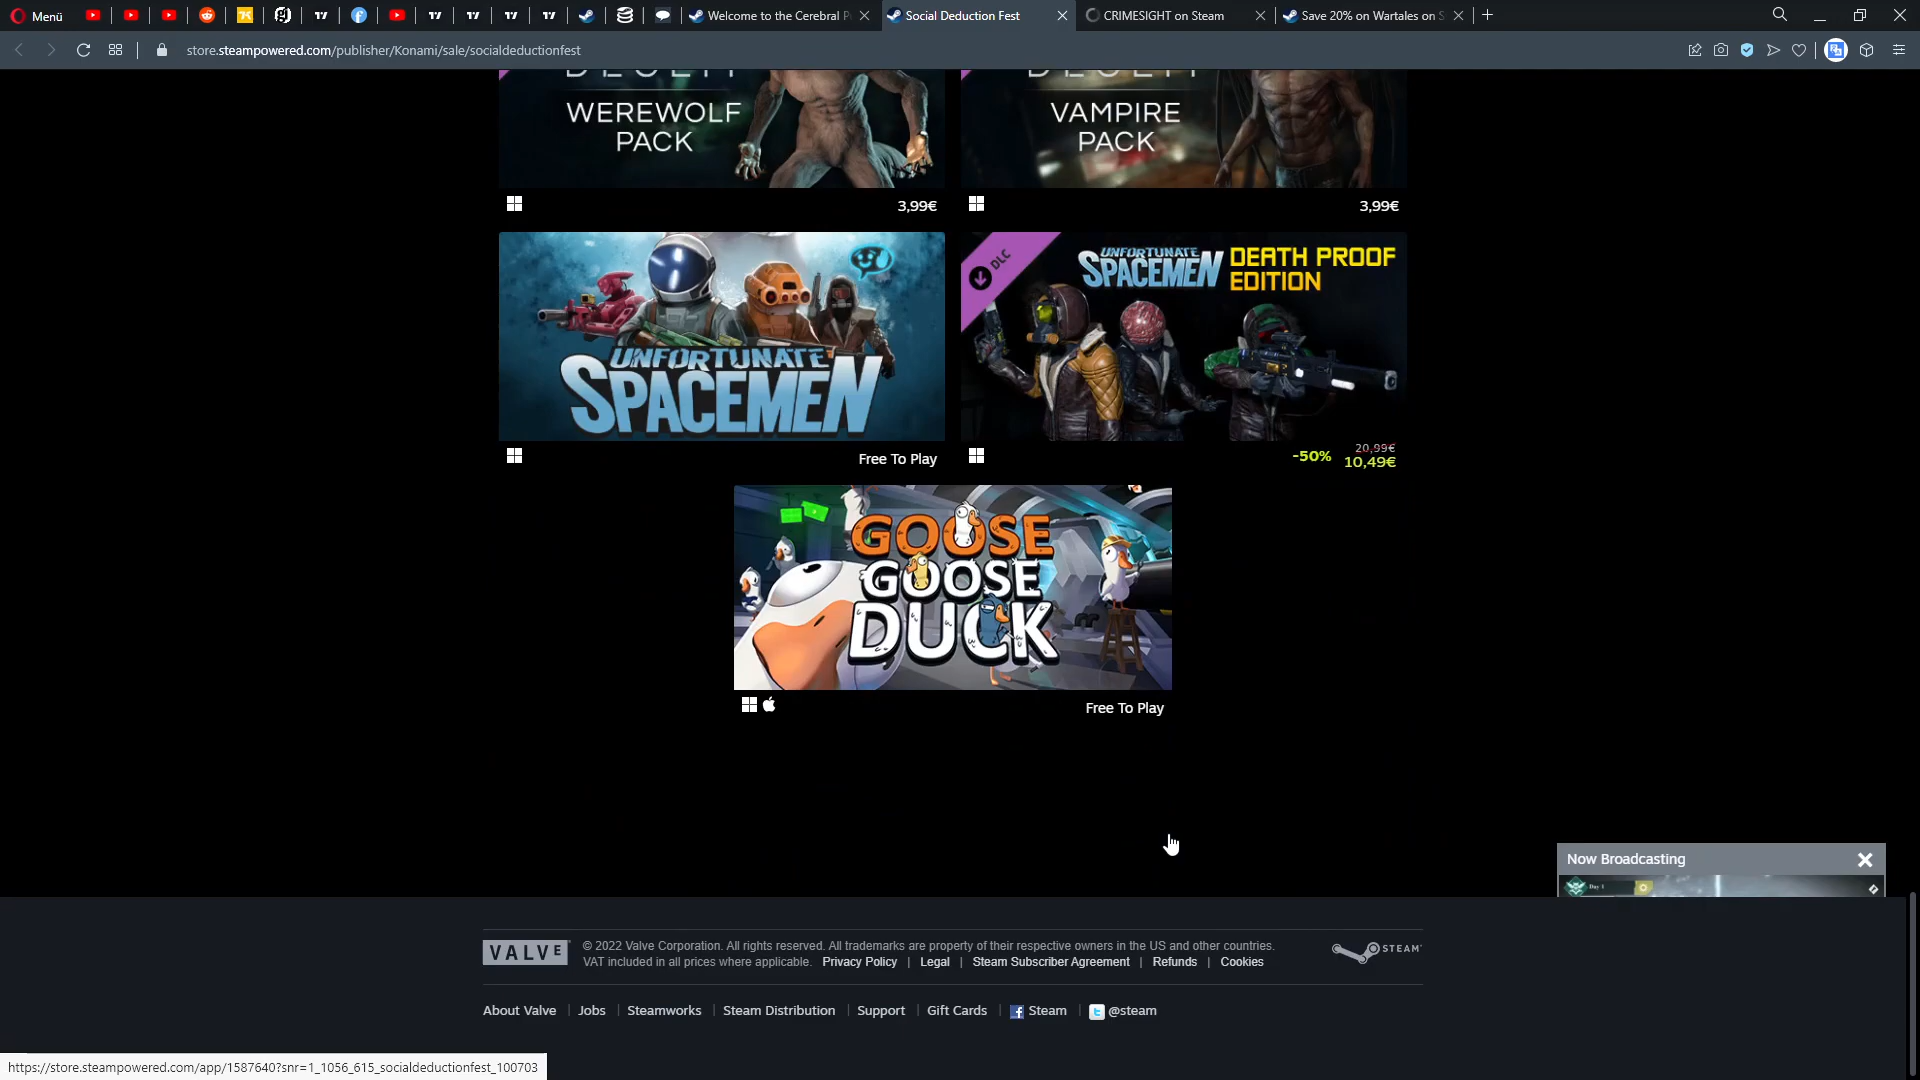 Menü
Welcome to the Cerebral P
Social Deduction Fest
CRIMESIGHT on Steam
Save 20% on Wartales on S
store.steampowered.com/publisher/Konami/sale/socialdeductionfest
DECEIT
DECEIT
WEREWOLF
PACK
VAMPIRE
PACK
3,99€
3,99€
UNFORTUNATE
SPACEMEN
DLC
UNFORTUNATE
SPACEMEN
DEATH PROOF
EDITION
Free To Play
-50%
20,99€
10,49€
GOOSE
GOOSE
DUCK
Free To Play
Now Broadcasting
Day 1
VALVE
© 2022 Valve Corporation. All rights reserved. All trademarks are property of their respective owners in the US and other countries.
VAT included in all prices where applicable. Privacy Policy | Legal | Steam Subscriber Agreement | Refunds | Cookies
STEAM
About Valve | Jobs | Steamworks | Steam Distribution | Support | Gift Cards | Steam | @steam
https://store.steampowered.com/app/1587640?snr=1_1056_615_socialdeductionfest_100703